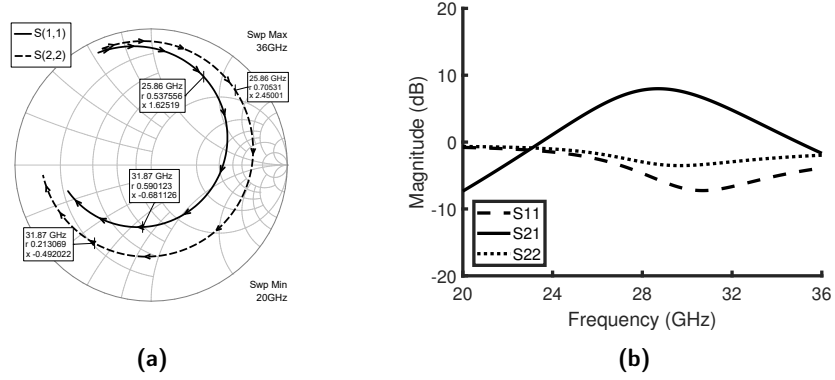 S(1,1)
S(2,2)
Swp Max
36GHz
25.86 GHz
r 0.537556
x 1.62519
25.86 GHz
r 0.70531
x 2.45001
31.87 GHz
r 0.590123
x -0.681126
31.87 GHz
r 0.213069
x -0.492022
Swp Min
20GHz
(a)
Magnitude (dB)
20
10
0
-10
-20
S11
S21
S22
20 24 28 32 36
Frequency (GHz)
(b)